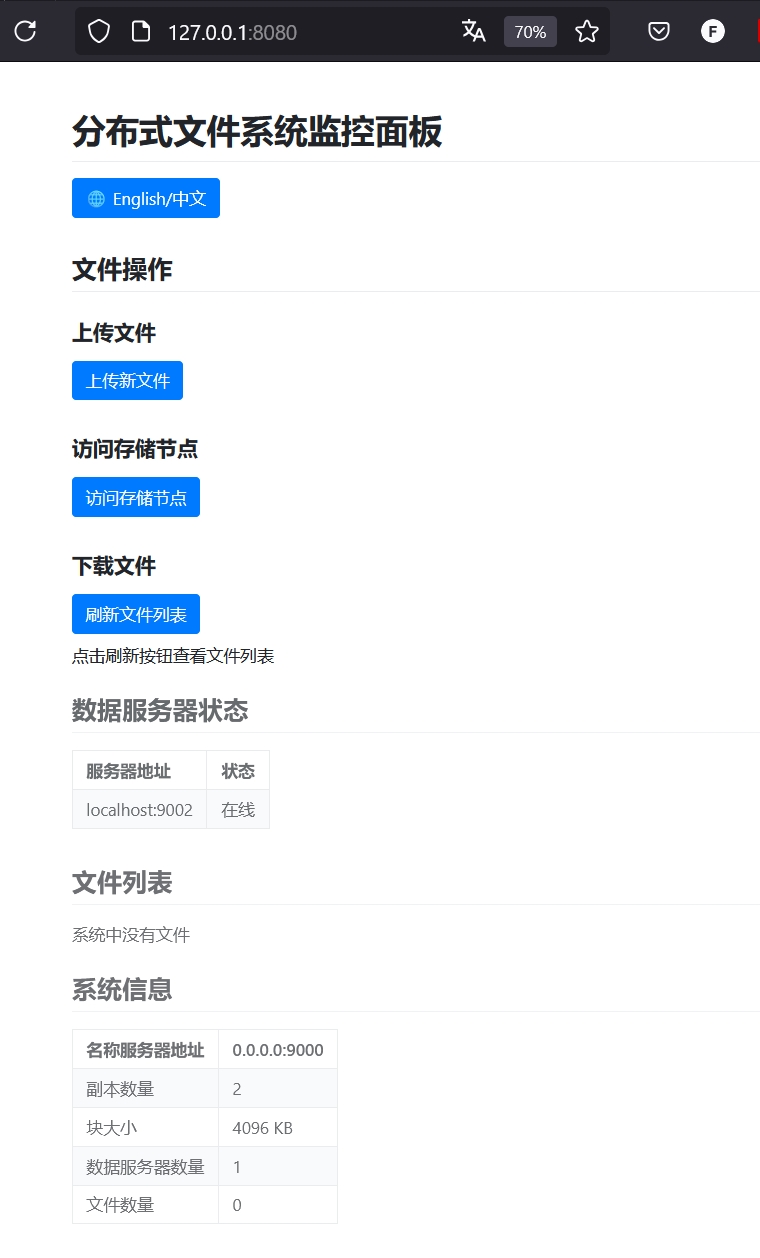 127.0.0.1:8080
70%
F
分布式文件系统监控面板
English/中文
文件操作
上传文件
上传新文件
访问存储节点
访问存储节点
下载文件
刷新文件列表
点击刷新按钮查看文件列表
数据服务器状态
服务器地址 状态
localhost:9002 在线
文件列表
系统中没有文件
系统信息
名称服务器地址 0.0.0.0:9000
副本数量 2
块大小 4096 KB
数据服务器数量 1
文件数量 0